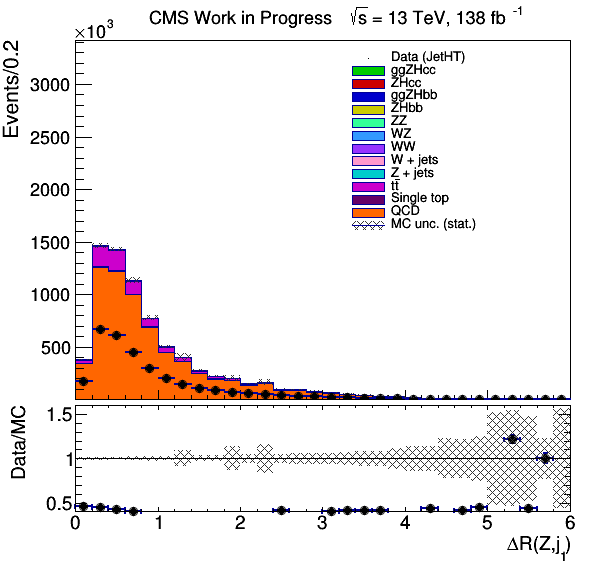 CMS Work in Progress √s = 13 TeV, 138 fb⁻¹
×10³
Events/0.2
3000
2500
2000
1500
1000
500
Data (JetHT)
ggZHcc
ZHcc
ggZHbb
ZHbb
ZZ
WZ
WW
W + jets
Z + jets
tt̄
Single top
QCD
MC unc. (stat.)
Data/MC
1.5
1
0.5
0 1 2 3 4 5 6
ΔR(Z,j₁)